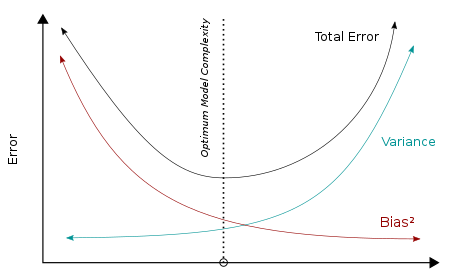 Optimum Model Complexity
Total Error
Error
Variance
Bias²